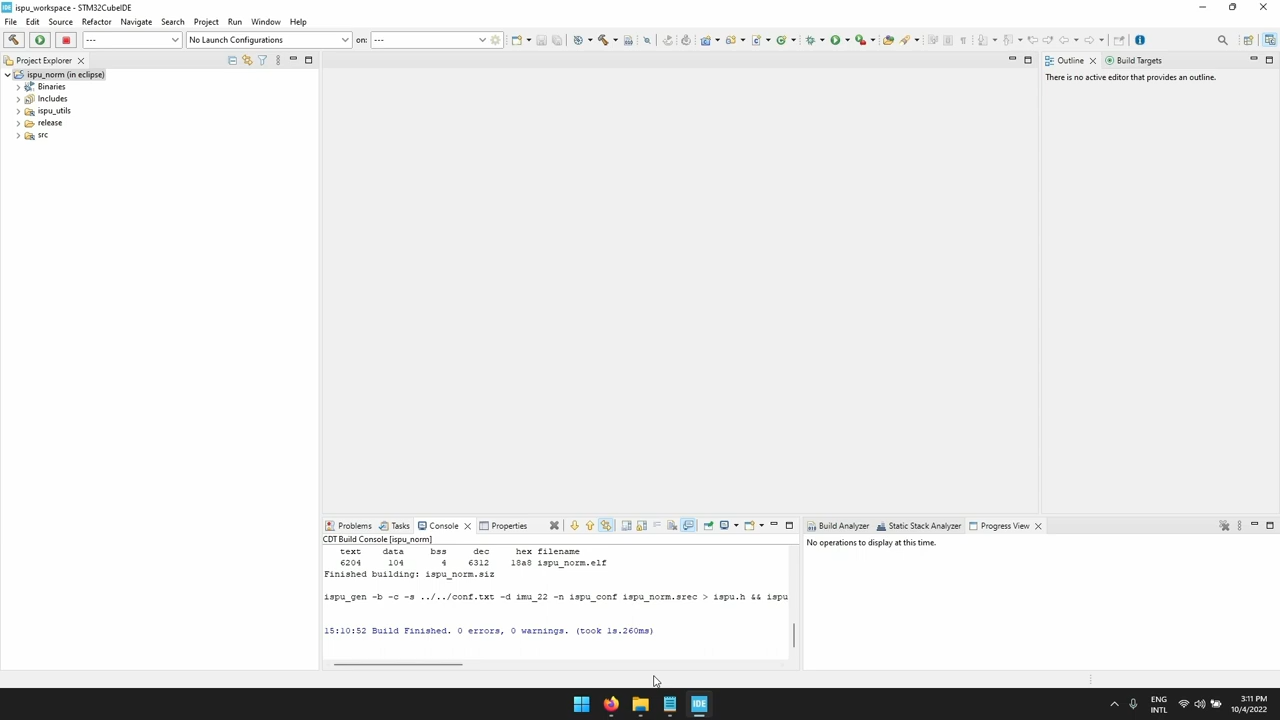 IDE ispu_workspace - STM32CubeIDE
File Edit Source Refactor Navigate Search Project Run Window Help
--- No Launch Configurations on: ---
Project Explorer
ispu_norm (in eclipse)
Binaries
Includes
ispu_utils
release
src
Outline Build Targets
There is no active editor that provides an outline.
Problems Tasks Console Properties
CDT Build Console [ispu_norm]
text data bss dec hex filename
6204 104 4 6312 18a8 ispu_norm.elf
Finished building: ispu_norm.siz
ispu_gen -b -c -s ../../conf.txt -d imu_22 -n ispu_conf ispu_norm.srec > ispu.h && ispu
15:10:52 Build Finished. 0 errors, 0 warnings. (took 1s.260ms)
Build Analyzer Static Stack Analyzer Progress View
No operations to display at this time.
IDE
ENG
INTL
3:11 PM
10/4/2022